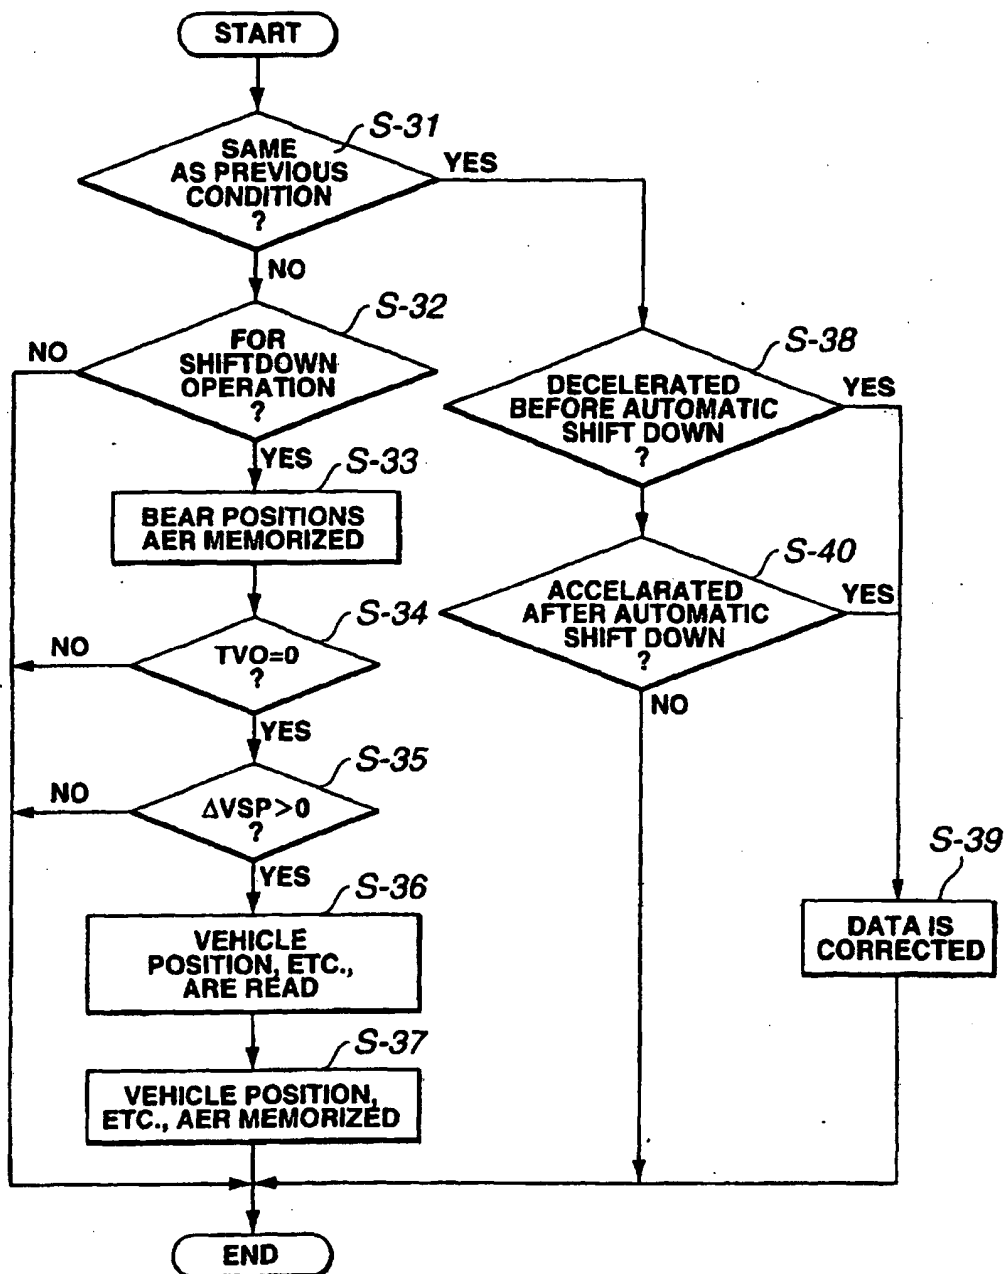 START
S-31
SAME
AS PREVIOUS
CONDITION
?
YES
NO
S-32
FOR
SHIFTDOWN
OPERATION
?
NO
YES
S-33
BEAR POSITIONS
AER MEMORIZED
S-34
TVO=0
?
NO
YES
S-35
ΔVSP>0
?
NO
YES
S-36
VEHICLE
POSITION, ETC.,
ARE READ
S-37
VEHICLE POSITION,
ETC., AER MEMORIZED
S-38
DECELERATED
BEFORE AUTOMATIC
SHIFT DOWN
?
YES
S-40
ACCELARATED
AFTER AUTOMATIC
SHIFT DOWN
?
YES
NO
S-39
DATA IS
CORRECTED
END